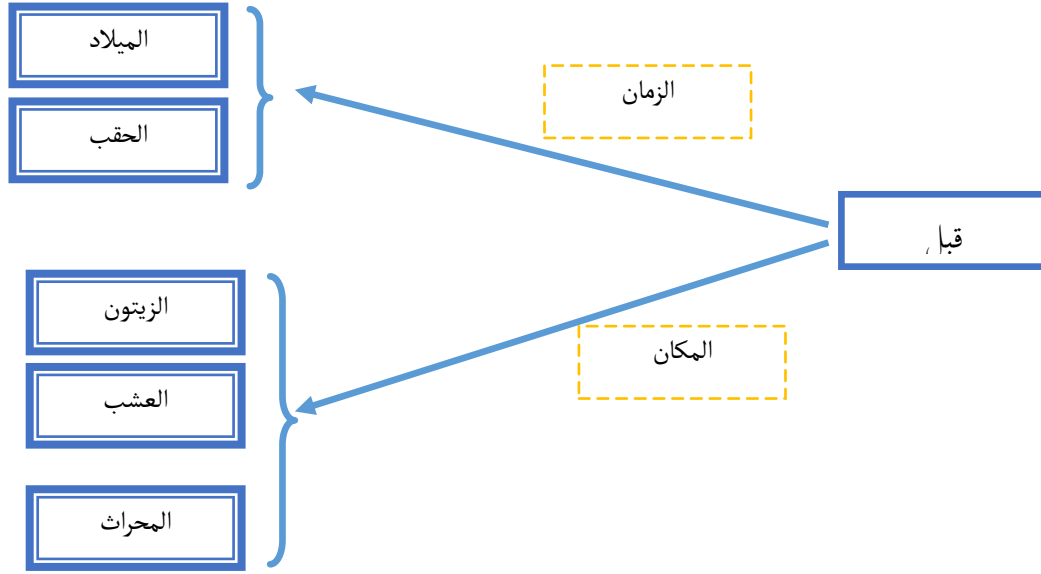 قبل
الزمان
الميلاد
الحقب
المكان
الزيتون
العشب
المحراث